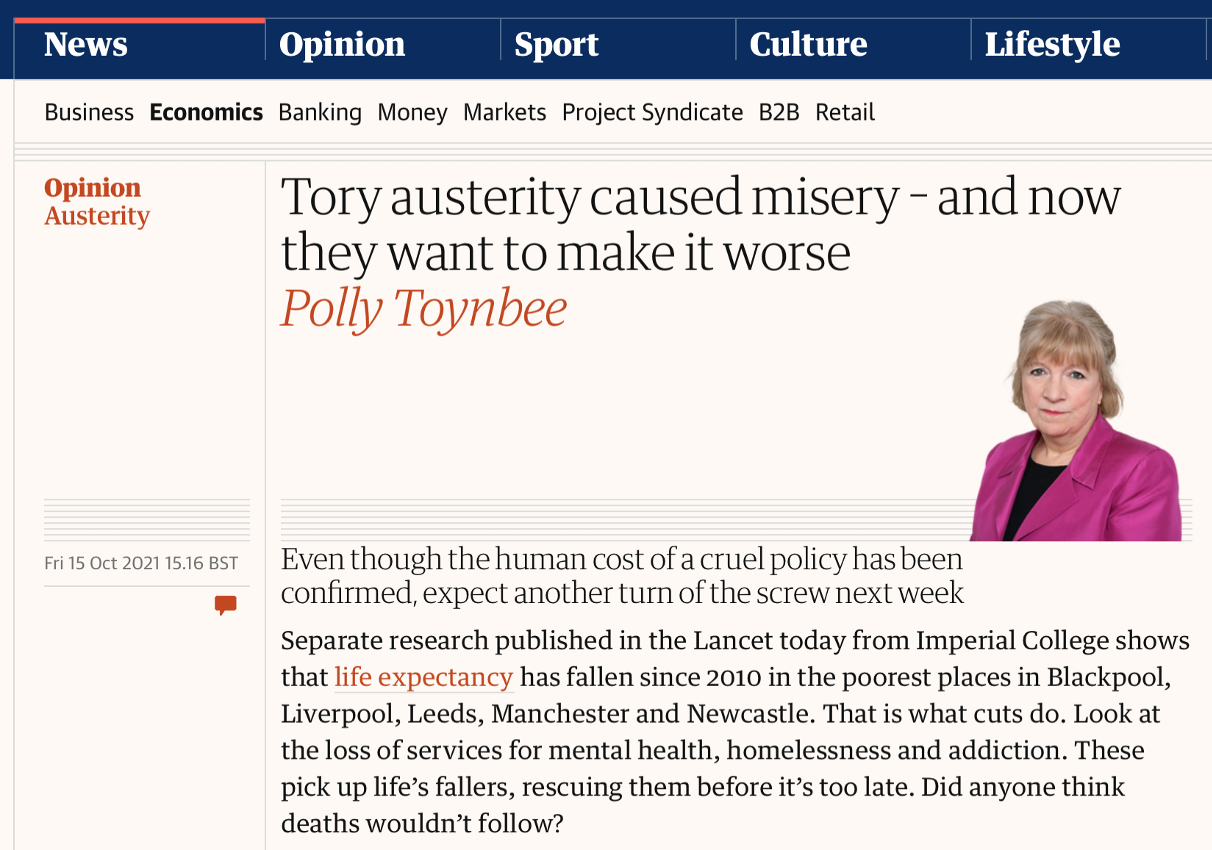 News Opinion Sport Culture Lifestyle
Business Economics Banking Money Markets Project Syndicate B2B Retail
Opinion
Austerity
Tory austerity caused misery – and now
they want to make it worse
Polly Toynbee
Fri 15 Oct 2021 15.16 BST
Even though the human cost of a cruel policy has been
confirmed, expect another turn of the screw next week
Separate research published in the Lancet today from Imperial College shows
that life expectancy has fallen since 2010 in the poorest places in Blackpool,
Liverpool, Leeds, Manchester and Newcastle. That is what cuts do. Look at
the loss of services for mental health, homelessness and addiction. These
pick up life’s fallers, rescuing them before it’s too late. Did anyone think
deaths wouldn’t follow?